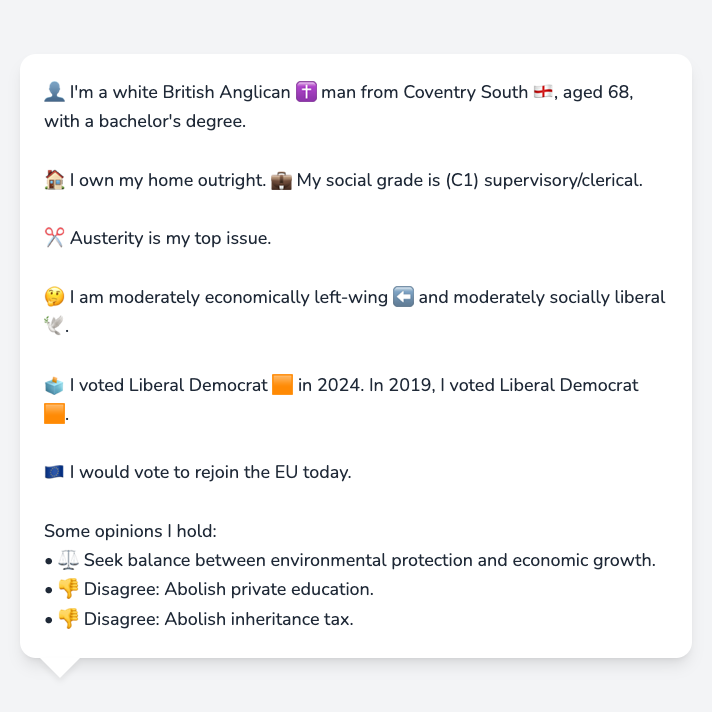 👤 I'm a white British Anglican ✝️ man from Coventry South 🏴󠁧󠁢󠁥󠁮󠁧󠁿, aged 68,
with a bachelor's degree.
🏠 I own my home outright. 💼 My social grade is (C1) supervisory/clerical.
✂️ Austerity is my top issue.
🤔 I am moderately economically left-wing ⬅️ and moderately socially liberal
🕊️.
🗳️ I voted Liberal Democrat 🟧 in 2024. In 2019, I voted Liberal Democrat
🟧.
🇪🇺 I would vote to rejoin the EU today.
Some opinions I hold:
• ⚖️ Seek balance between environmental protection and economic growth.
• 👎 Disagree: Abolish private education.
• 👎 Disagree: Abolish inheritance tax.